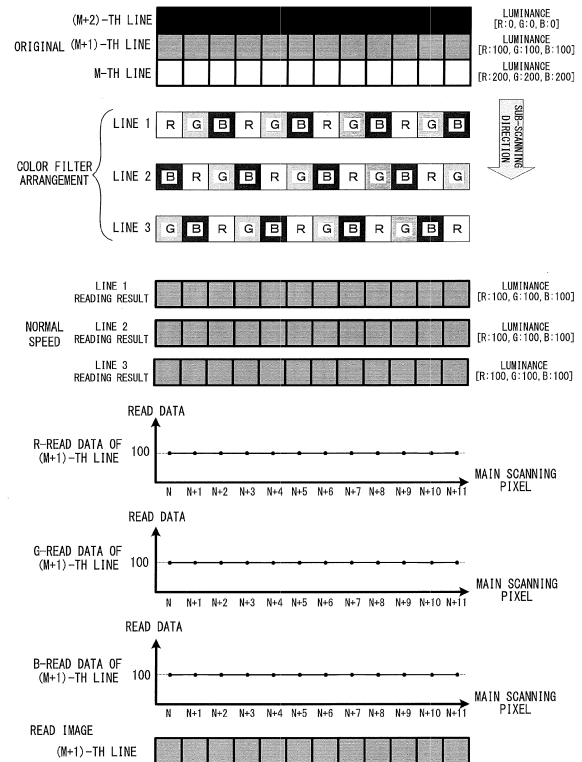 (M+2)-TH LINE
LUMINANCE
[R:0, G:0, B:0]
ORIGINAL (M+1)-TH LINE
LUMINANCE
[R:100, G:100, B:100]
M-TH LINE
LUMINANCE
[R:200, G:200, B:200]
SUB-SCANNING
DIRECTION
COLOR FILTER
ARRANGEMENT
LINE 1 R G B R G B R G B R G B
LINE 2 B R G B R G B R G B R G
LINE 3 G B R G B R G B R G B R
NORMAL
SPEED
LINE 1
READING RESULT
LUMINANCE
[R:100, G:100, B:100]
LINE 2
READING RESULT
LUMINANCE
[R:100, G:100, B:100]
LINE 3
READING RESULT
LUMINANCE
[R:100, G:100, B:100]
READ DATA
R-READ DATA OF
(M+1)-TH LINE
100
N N+1 N+2 N+3 N+4 N+5 N+6 N+7 N+8 N+9 N+10 N+11
MAIN SCANNING
PIXEL
READ DATA
G-READ DATA OF
(M+1)-TH LINE
100
N N+1 N+2 N+3 N+4 N+5 N+6 N+7 N+8 N+9 N+10 N+11
MAIN SCANNING
PIXEL
READ DATA
B-READ DATA OF
(M+1)-TH LINE
100
N N+1 N+2 N+3 N+4 N+5 N+6 N+7 N+8 N+9 N+10 N+11
MAIN SCANNING
PIXEL
READ IMAGE
(M+1)-TH LINE